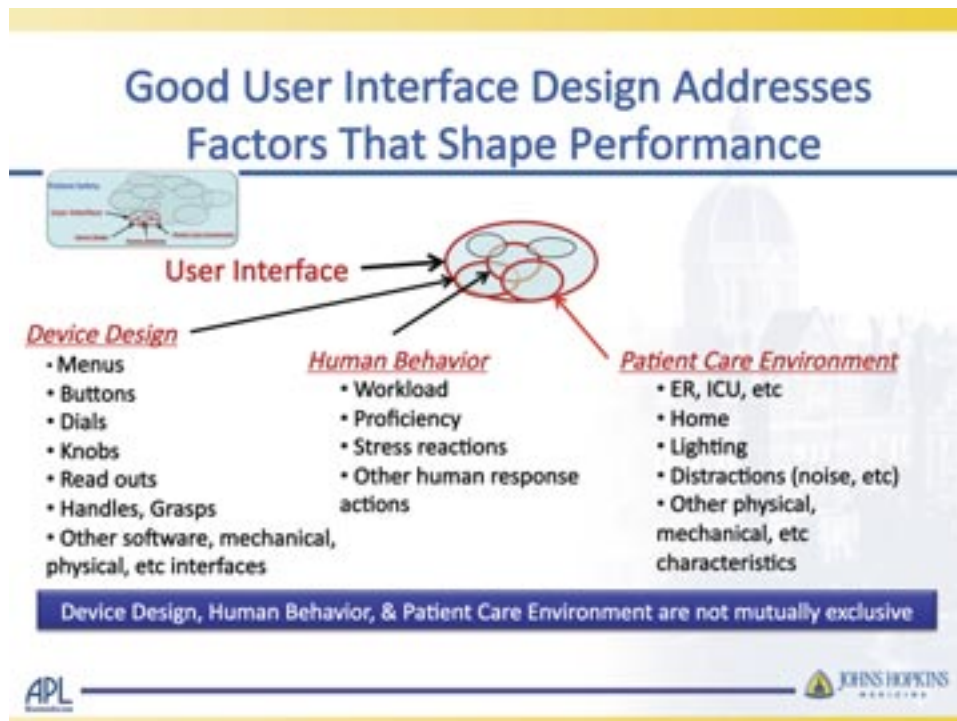 Good User Interface Design Addresses
Factors That Shape Performance
User Interface
Device Design
• Menus
• Buttons
• Dials
• Knobs
• Read outs
• Handles, Grasps
• Other software, mechanical,
physical, etc interfaces
Human Behavior
• Workload
• Proficiency
• Stress reactions
• Other human response
actions
Patient Care Environment
• ER, ICU, etc
• Home
• Lighting
• Distractions (noise, etc)
• Other physical,
mechanical, etc
characteristics
Device Design, Human Behavior, & Patient Care Environment are not mutually exclusive
APL
JOHNS HOPKINS
MEDICINE